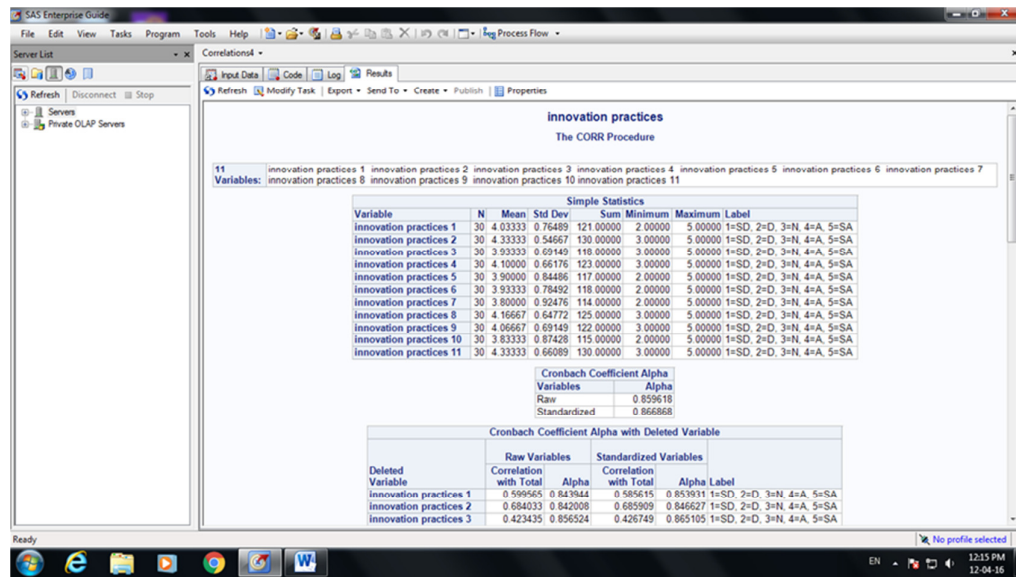 SAS Enterprise Guide
File Edit View Tasks Program Tools Help Process Flow
Server List
Correlations4
Input Data Code Log Results
Refresh Modify Task Export Send To Create Publish Properties
Refresh Disconnect Stop
Servers
Private OLAP Servers
innovation practices
The CORR Procedure
11 Variables: innovation practices 1 innovation practices 2 innovation practices 3 innovation practices 4 innovation practices 5 innovation practices 6 innovation practices 7
innovation practices 8 innovation practices 9 innovation practices 10 innovation practices 11
Simple Statistics
Variable N Mean Std Dev Sum Minimum Maximum Label
innovation practices 1 30 4.03333 0.76489 121.00000 2.00000 5.00000 1=SD, 2=D, 3=N, 4=A, 5=SA
innovation practices 2 30 4.33333 0.54667 130.00000 3.00000 5.00000 1=SD, 2=D, 3=N, 4=A, 5=SA
innovation practices 3 30 3.93333 0.69149 118.00000 3.00000 5.00000 1=SD, 2=D, 3=N, 4=A, 5=SA
innovation practices 4 30 4.10000 0.66176 123.00000 3.00000 5.00000 1=SD, 2=D, 3=N, 4=A, 5=SA
innovation practices 5 30 3.90000 0.84486 117.00000 2.00000 5.00000 1=SD, 2=D, 3=N, 4=A, 5=SA
innovation practices 6 30 3.93333 0.78492 118.00000 2.00000 5.00000 1=SD, 2=D, 3=N, 4=A, 5=SA
innovation practices 7 30 3.80000 0.92476 114.00000 2.00000 5.00000 1=SD, 2=D, 3=N, 4=A, 5=SA
innovation practices 8 30 4.16667 0.64772 125.00000 3.00000 5.00000 1=SD, 2=D, 3=N, 4=A, 5=SA
innovation practices 9 30 4.06667 0.69149 122.00000 3.00000 5.00000 1=SD, 2=D, 3=N, 4=A, 5=SA
innovation practices 10 30 3.83333 0.87428 115.00000 2.00000 5.00000 1=SD, 2=D, 3=N, 4=A, 5=SA
innovation practices 11 30 4.33333 0.66089 130.00000 3.00000 5.00000 1=SD, 2=D, 3=N, 4=A, 5=SA
Cronbach Coefficient Alpha
Variables Alpha
Raw 0.859618
Standardized 0.866868
Cronbach Coefficient Alpha with Deleted Variable
Raw Variables Standardized Variables
Deleted Correlation Correlation
Variable with Total Alpha with Total Alpha Label
innovation practices 1 0.599565 0.843944 0.585615 0.853931 1=SD, 2=D, 3=N, 4=A, 5=SA
innovation practices 2 0.684033 0.842008 0.685909 0.846627 1=SD, 2=D, 3=N, 4=A, 5=SA
innovation practices 3 0.423435 0.856524 0.426749 0.865105 1=SD, 2=D, 3=N, 4=A, 5=SA
Ready
No profile selected
EN
12:15 PM
12-04-16